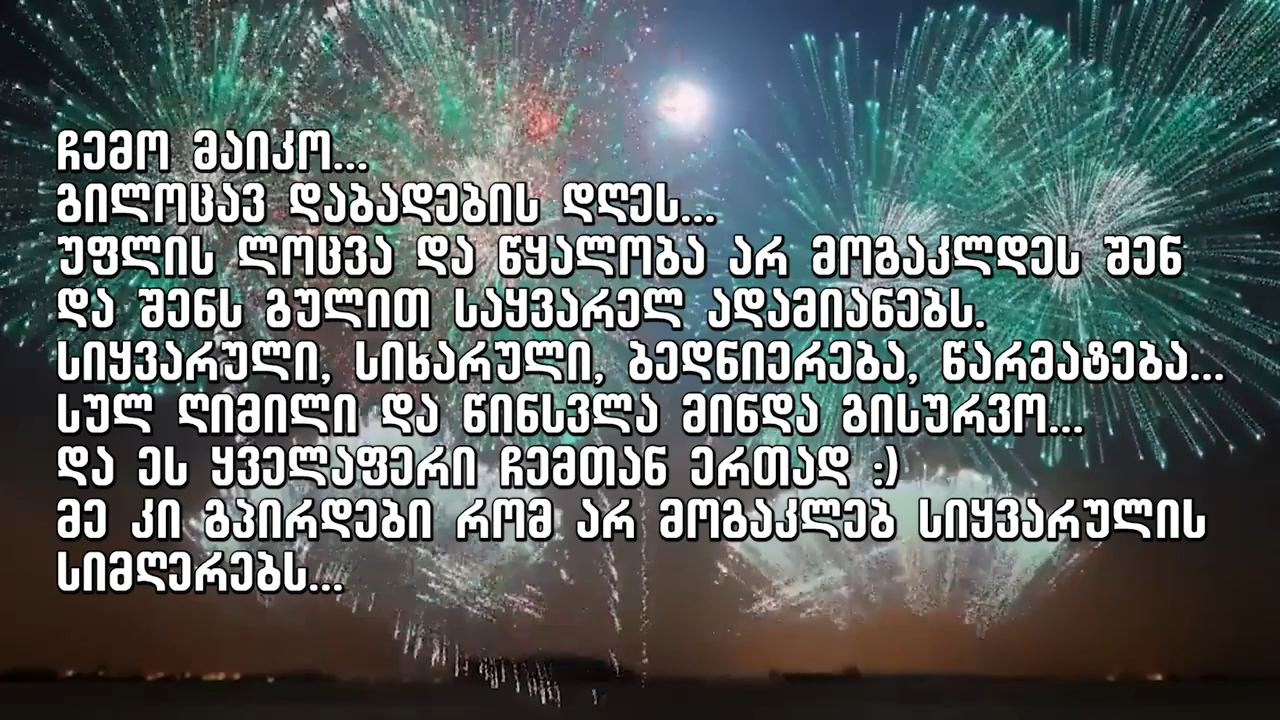 ჩემო მაიკო...
გილოცავ დაბადების დღეს...
უფლის ლოცვა და წყალობა არ მოგაკლდეს შენ
და შენს გულით საყვარელ ადამიანებს.
სიყვარული, სიხარული, ბედნიერება, წარმატება...
სულ ღიმილი და წინსვლა მინდა გისურვო...
და ეს ყველაფერი ჩემთან ერთად :)
მე კი გპირდები რომ არ მოგაკლებ სიყვარულის
სიმღერებს...